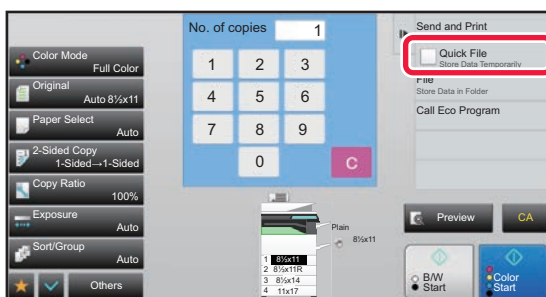 Color Mode
Full Color
Original
Auto 8½x11
Paper Select
Auto
2-Sided Copy
1-Sided→1-Sided
Copy Ratio
100%
Exposure
Auto
Sort/Group
Auto
Others
No. of copies 1
1 2 3
4 5 6
7 8 9
0 C
Plain
8½x11
1 8½x11
2 8½x11R
3 8½x14
4 11x17
Send and Print
Quick File
Store Data Temporarily
File
Store Data in Folder
Call Eco Program
Preview CA
B/W
Start
Color
Start